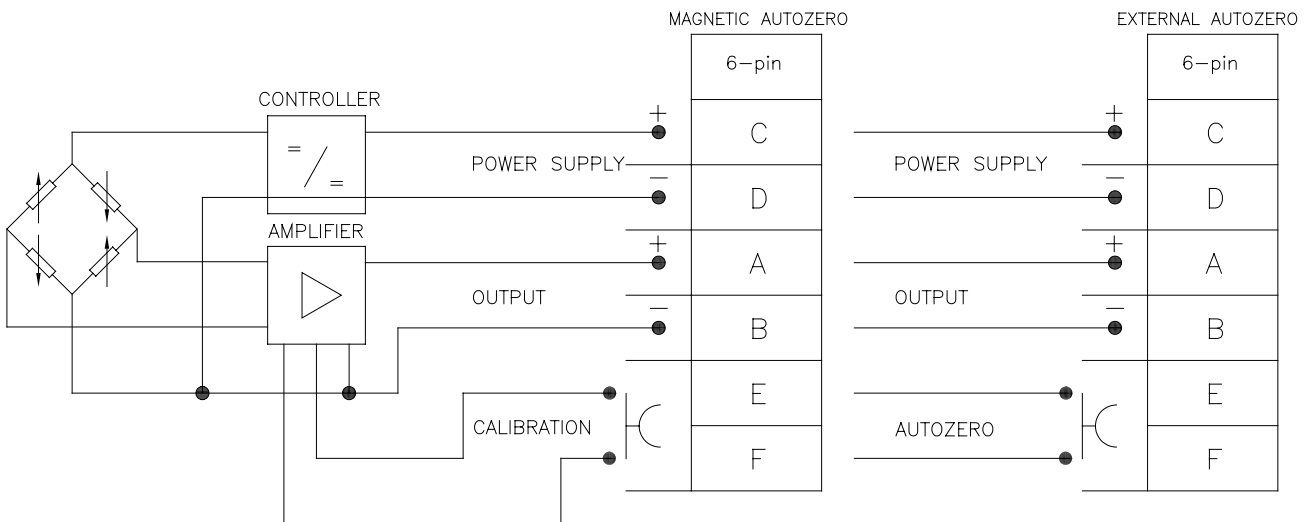 MAGNETIC AUTOZERO
EXTERNAL AUTOZERO
6-pin
6-pin
CONTROLLER
= / =
+
C
+
C
POWER SUPPLY
POWER SUPPLY
−
D
−
D
AMPLIFIER
+
A
+
A
OUTPUT
OUTPUT
−
B
−
B
E
E
CALIBRATION
AUTOZERO
F
F